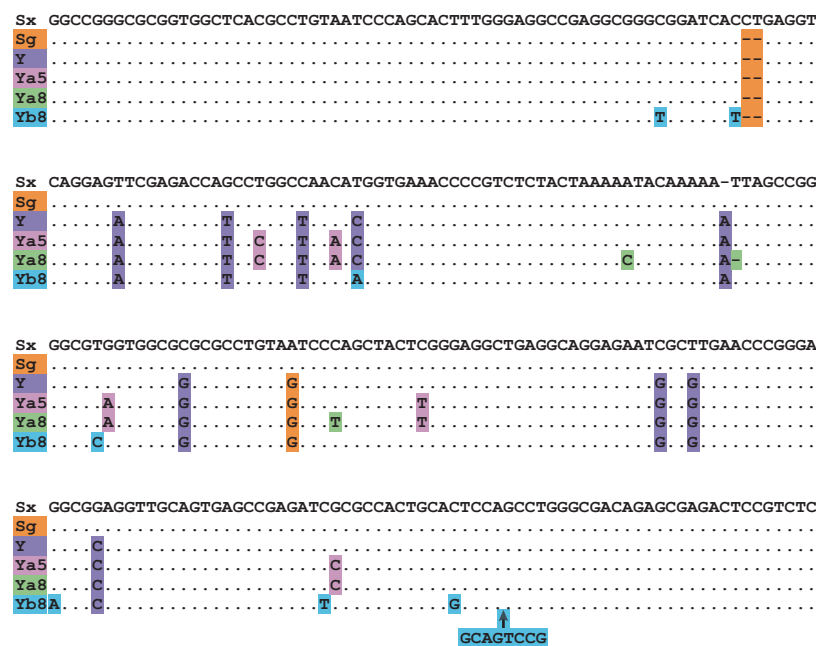 Sx GGCCGGGCGCGGTGGCTCACGCCTGTAATCCCAGCACTTTGGGAGGCCGAGGCGGGCGGATCACCTGAGGT
Sg ................................................................--.....
Y ................................................................--.....
Ya5 ................................................................--.....
Ya8 ................................................................--.....
Yb8 ........................................................T......T--.....
Sx CAGGAGTTCGAGACCAGCCTGGCCAACATGGTGAAACCCCGTCTCTACTAAAAATACAAAAA-TTAGCCGG
Sg .......................................................................
Y ......A.........T......T....C.................................A........
Ya5 ......A.........T..C...T..A.C.................................A........
Ya8 ......A.........T..C...T..A.C........................C........A-.......
Yb8 ......A.........T......T....A.................................A........
Sx GGCGTGGTGGCGCGCGCCTGTAATCCCAGCTACTCGGGAGGCTGAGGCAGGAGAATCGCTTGAACCCGGGA
Sg .......................................................................
Y ............G.........G.................................G..G...........
Ya5 .....A......G.........G...........T.....................G..G...........
Ya8 .....A......G.........G...T.......T.....................G..G...........
Yb8 ....C.......G.........G.................................G..G...........
Sx GGCGGAGGTTGCAGTGAGCCGAGATCGCGCCACTGCACTCCAGCCTGGGCGACAGAGCGAGACTCCGTCTC
Sg .......................................................................
Y ....C..................................................................
Ya5 ....C.....................C............................................
Ya8 ....C.....................C............................................
Yb8 A...C....................T...........G.................................
GCAGTCCG